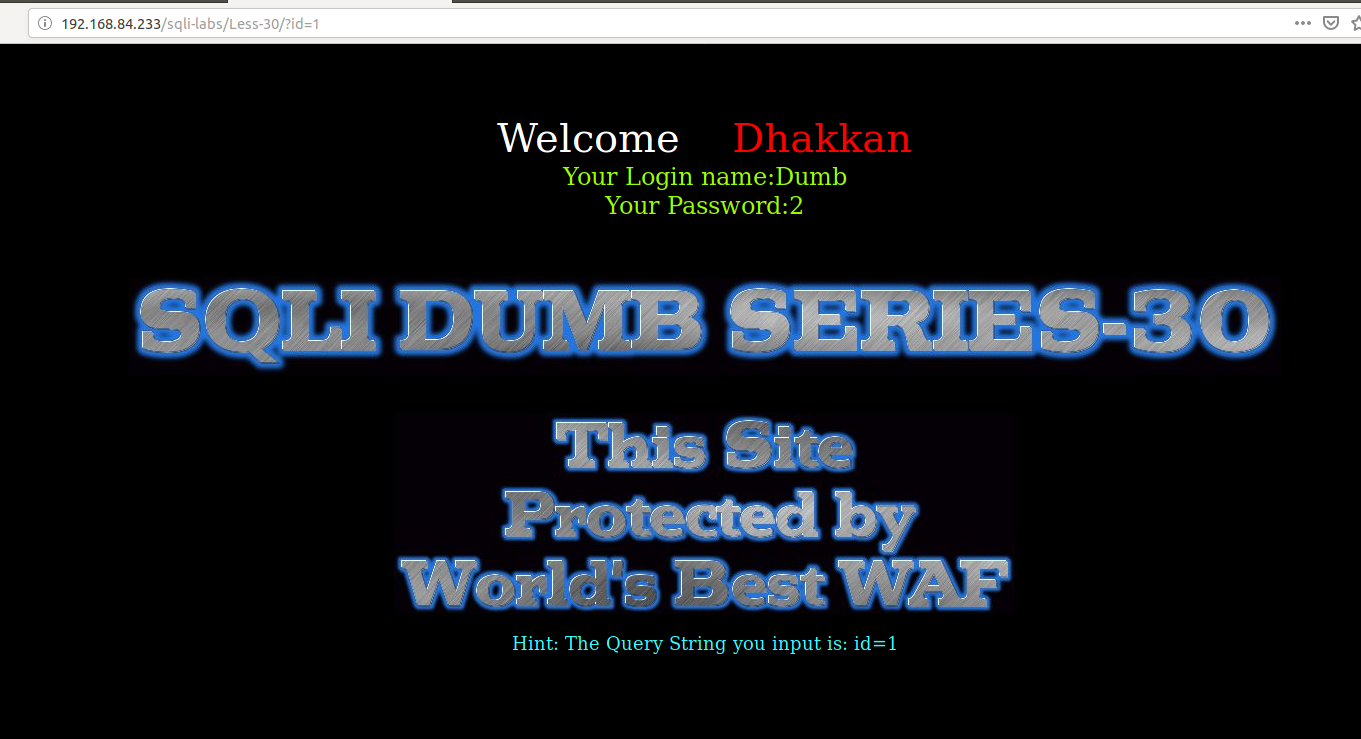 192.168.84.233/sqli-labs/Less-30/?id=1
Welcome Dhakkan
Your Login name:Dumb
Your Password:2
SQLI DUMB SERIES-30
This Site
Protected by
World's Best WAF
Hint: The Query String you input is: id=1